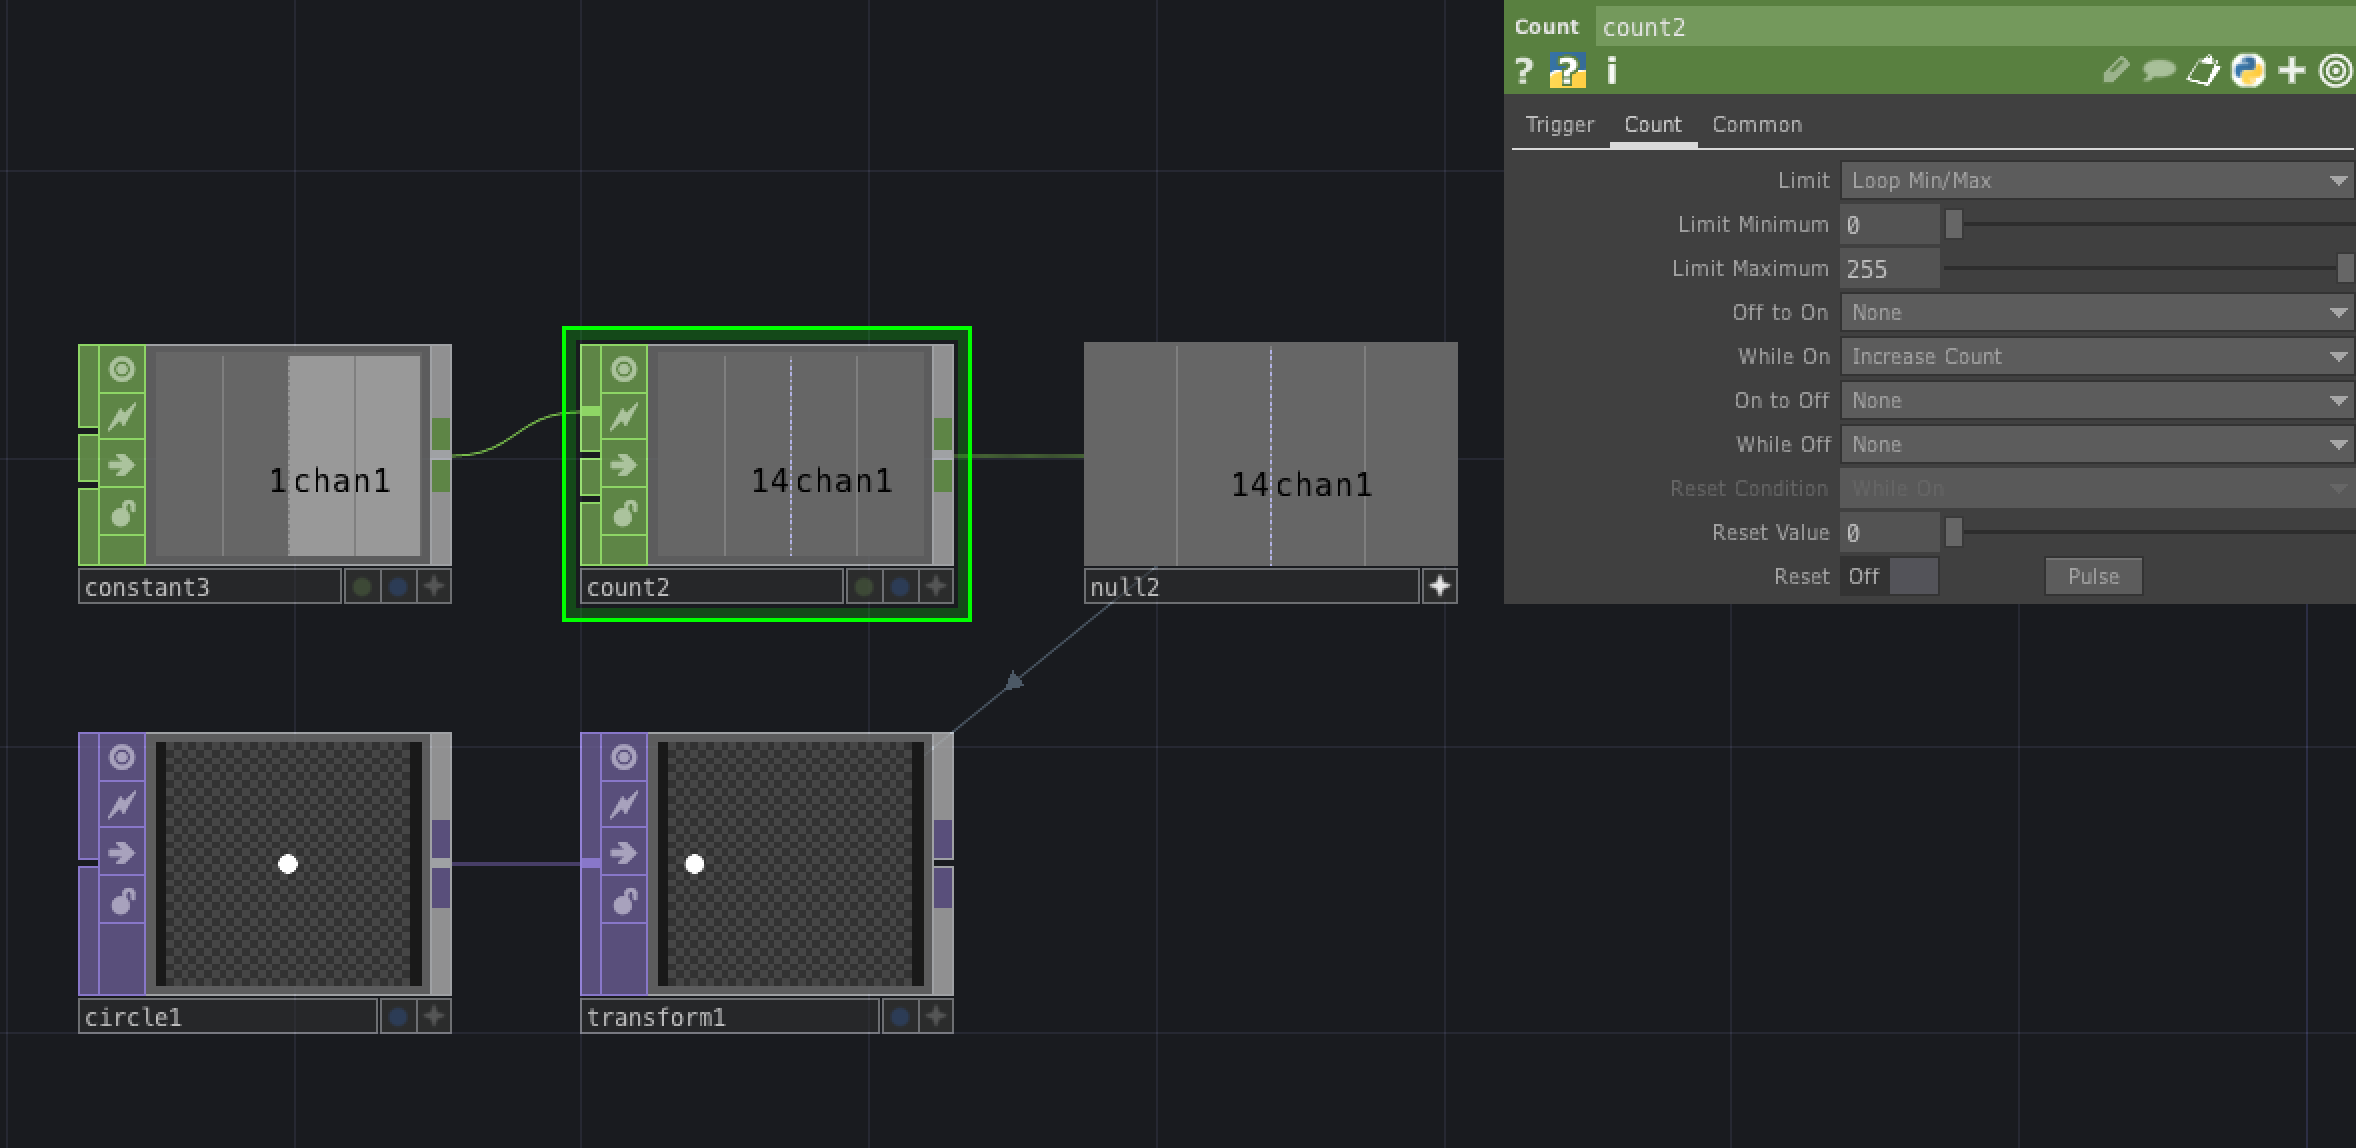 Count count2
? ? i
Trigger Count Common
Limit Loop Min/Max
Limit Minimum 0
Limit Maximum 255
Off to On None
While On Increase Count
On to Off None
While Off None
Reset Condition While On
Reset Value 0
Reset Off Pulse
1 chan1
14 chan1
14 chan1
constant3
count2
null2
circle1
transform1